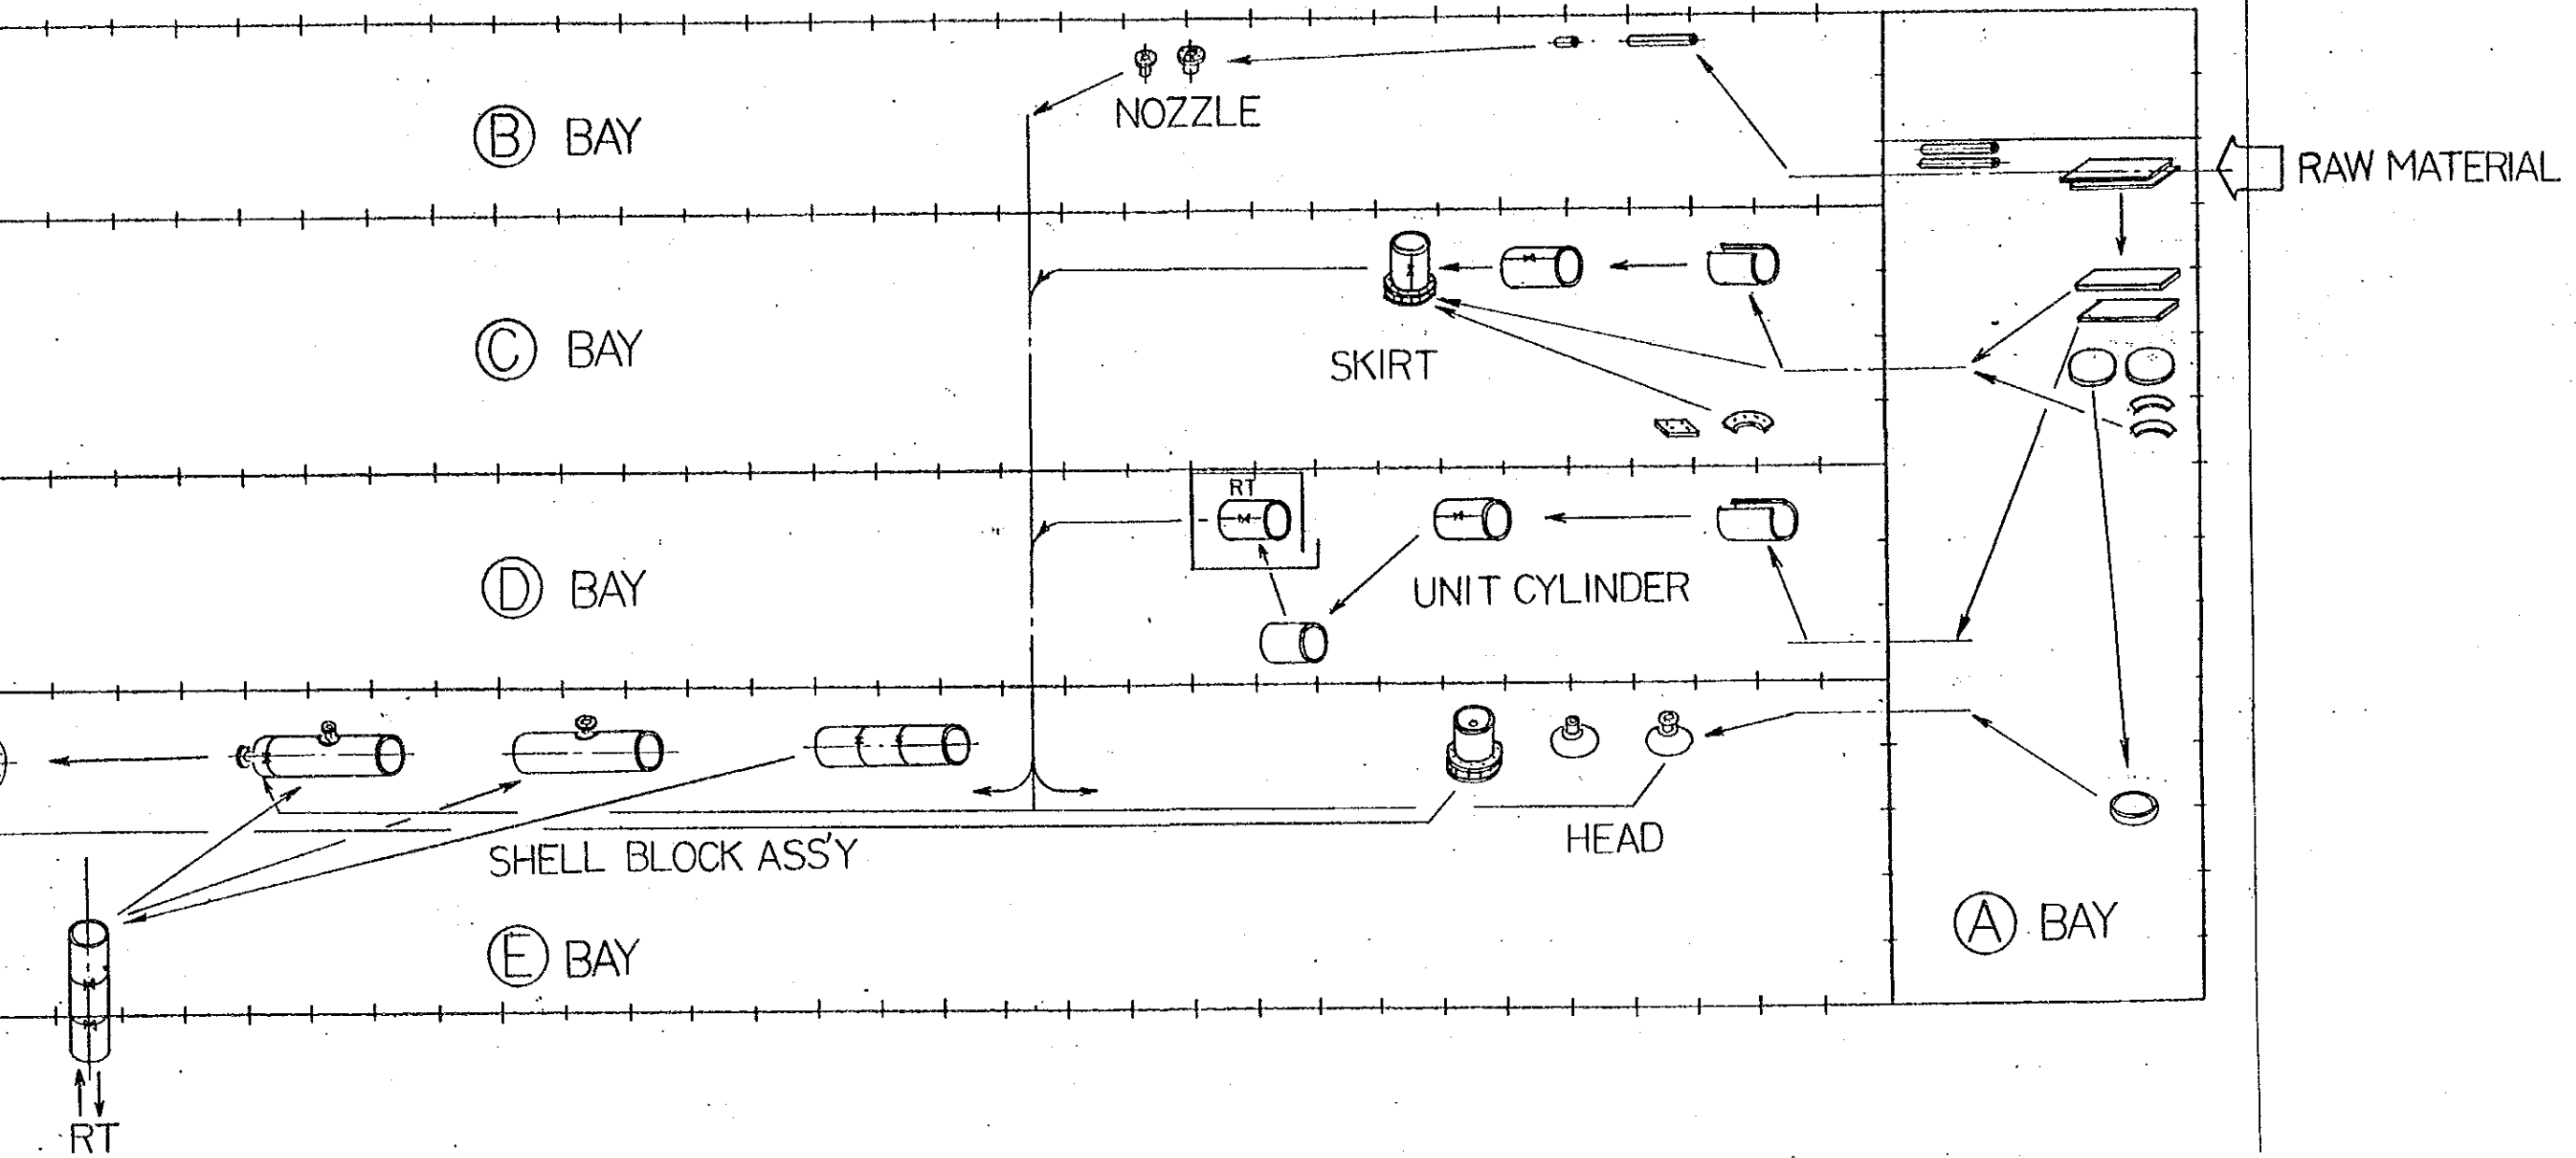 NOZZLE
B BAY
RAW MATERIAL
C BAY
SKIRT
RT
D BAY
UNIT CYLINDER
SHELL BLOCK ASS'Y
HEAD
E BAY
A BAY
RT